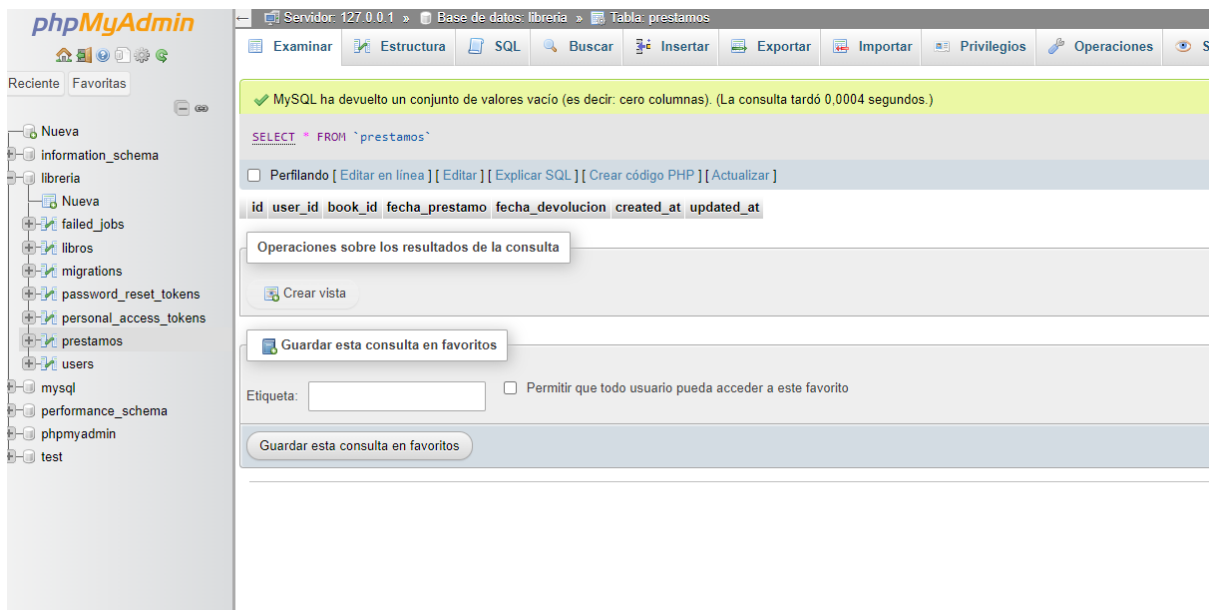 phpMyAdmin
Servidor: 127.0.0.1 » Base de datos: libreria » Tabla: prestamos
Examinar Estructura SQL Buscar Insertar Exportar Importar Privilegios Operaciones S
Reciente Favoritas
Nueva
information_schema
libreria
Nueva
failed_jobs
libros
migrations
password_reset_tokens
personal_access_tokens
prestamos
users
mysql
performance_schema
phpmyadmin
test
MySQL ha devuelto un conjunto de valores vacío (es decir: cero columnas). (La consulta tardó 0,0004 segundos.)
SELECT * FROM `prestamos`
Perfilando [ Editar en línea ] [ Editar ] [ Explicar SQL ] [ Crear código PHP ] [ Actualizar ]
id user_id book_id fecha_prestamo fecha_devolucion created_at updated_at
Operaciones sobre los resultados de la consulta
Crear vista
Guardar esta consulta en favoritos
Etiqueta: Permitir que todo usuario pueda acceder a este favorito
Guardar esta consulta en favoritos